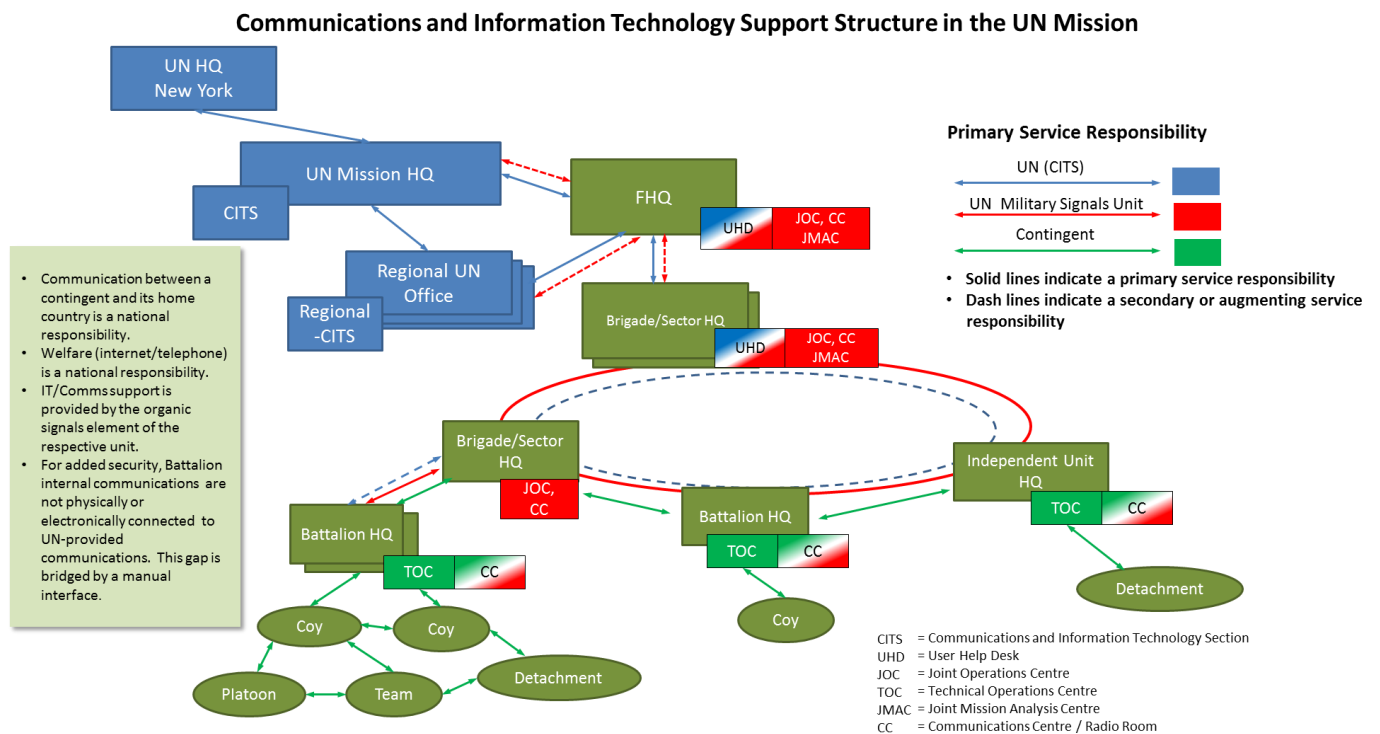 Communications and Information Technology Support Structure in the UN Mission
UN HQ
New York
UN Mission HQ
CITS
FHQ
UHD
JOC, CC
JMAC
Regional UN
Office
Regional
-CITS
Brigade/Sector HQ
UHD
JOC, CC
JMAC
Primary Service Responsibility
UN (CITS)
UN Military Signals Unit
Contingent
• Solid lines indicate a primary service responsibility
• Dash lines indicate a secondary or augmenting service
responsibility
• Communication between a
contingent and its home
country is a national
responsibility.
• Welfare (internet/telephone)
is a national responsibility.
• IT/Comms support is
provided by the organic
signals element of the
respective unit.
• For added security, Battalion
internal communications are
not physically or
electronically connected to
UN-provided
communications. This gap is
bridged by a manual
interface.
Brigade/Sector
HQ
JOC,
CC
Independent Unit
HQ
TOC
CC
Battalion HQ
TOC
CC
Battalion HQ
TOC
CC
Detachment
Coy
Coy
Coy
Platoon
Team
Detachment
CITS = Communications and Information Technology Section
UHD = User Help Desk
JOC = Joint Operations Centre
TOC = Technical Operations Centre
JMAC = Joint Mission Analysis Centre
CC = Communications Centre / Radio Room